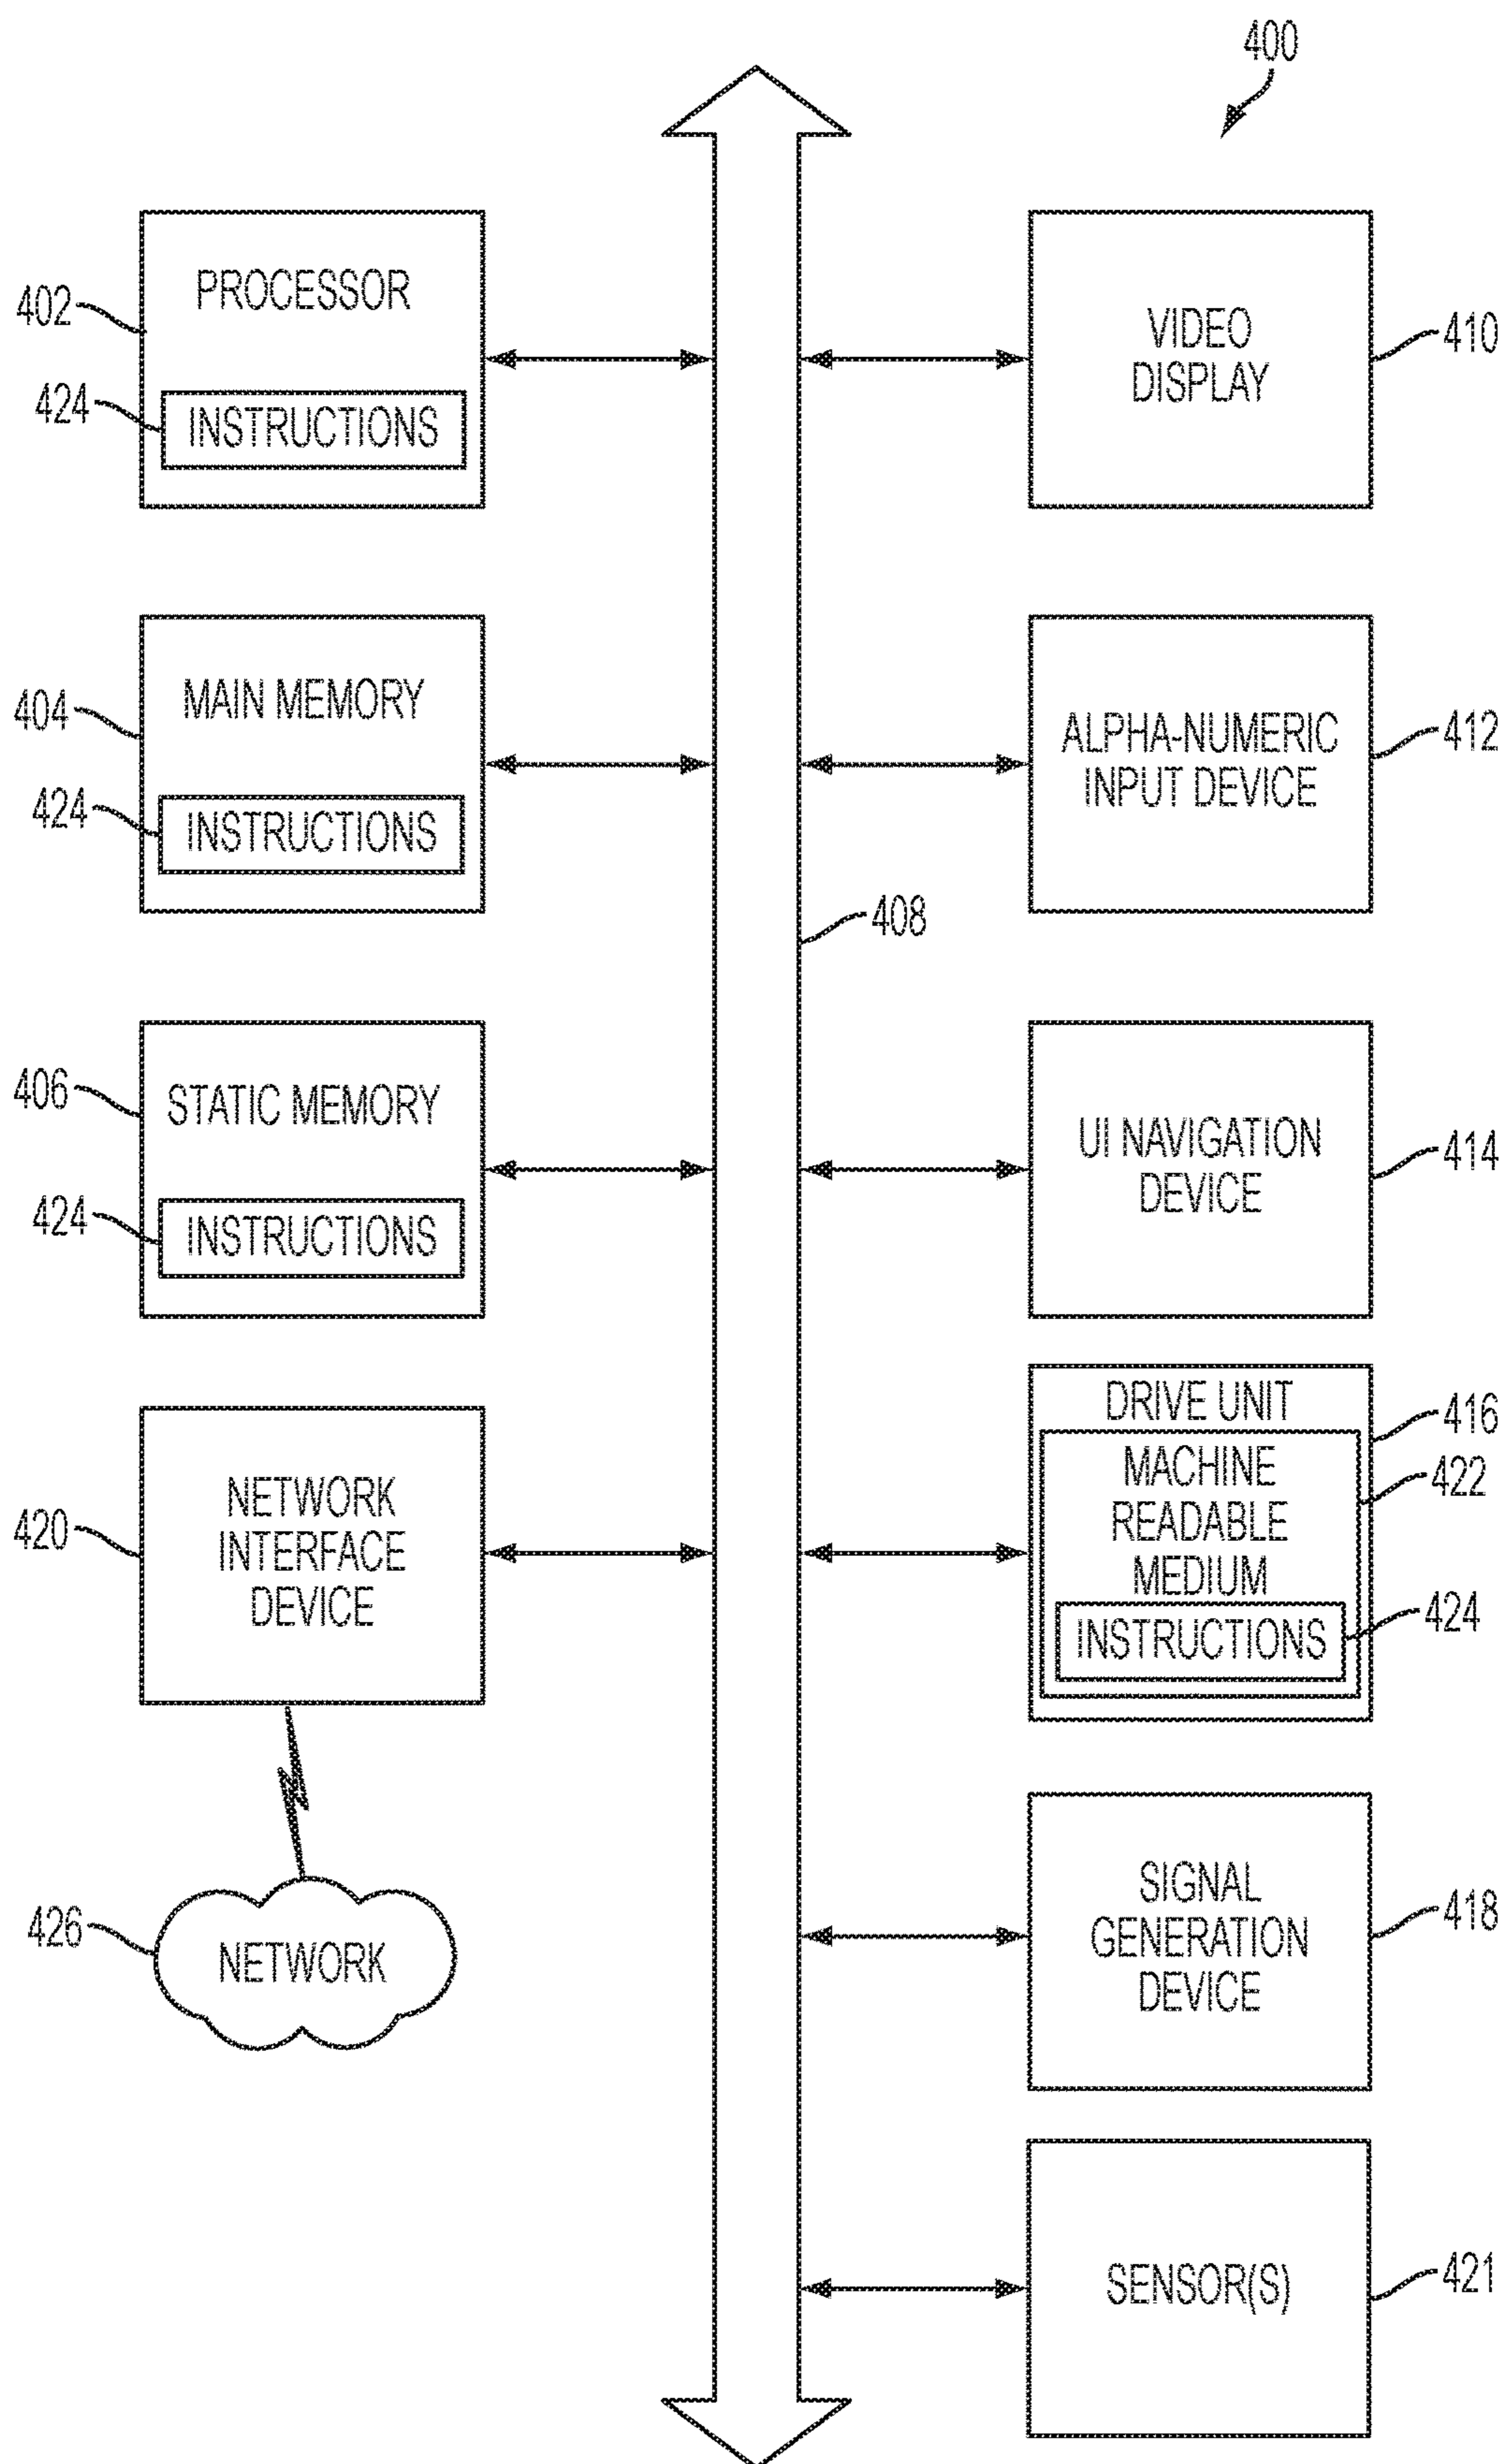 400
402
PROCESSOR
424
INSTRUCTIONS
VIDEO
DISPLAY
410
404
MAIN MEMORY
424
INSTRUCTIONS
ALPHA-NUMERIC
INPUT DEVICE
412
408
406
STATIC MEMORY
424
INSTRUCTIONS
UI NAVIGATION
DEVICE
414
420
NETWORK
INTERFACE
DEVICE
DRIVE UNIT
416
MACHINE
READABLE
MEDIUM
422
INSTRUCTIONS
424
426
NETWORK
SIGNAL
GENERATION
DEVICE
418
SENSOR(S)
421